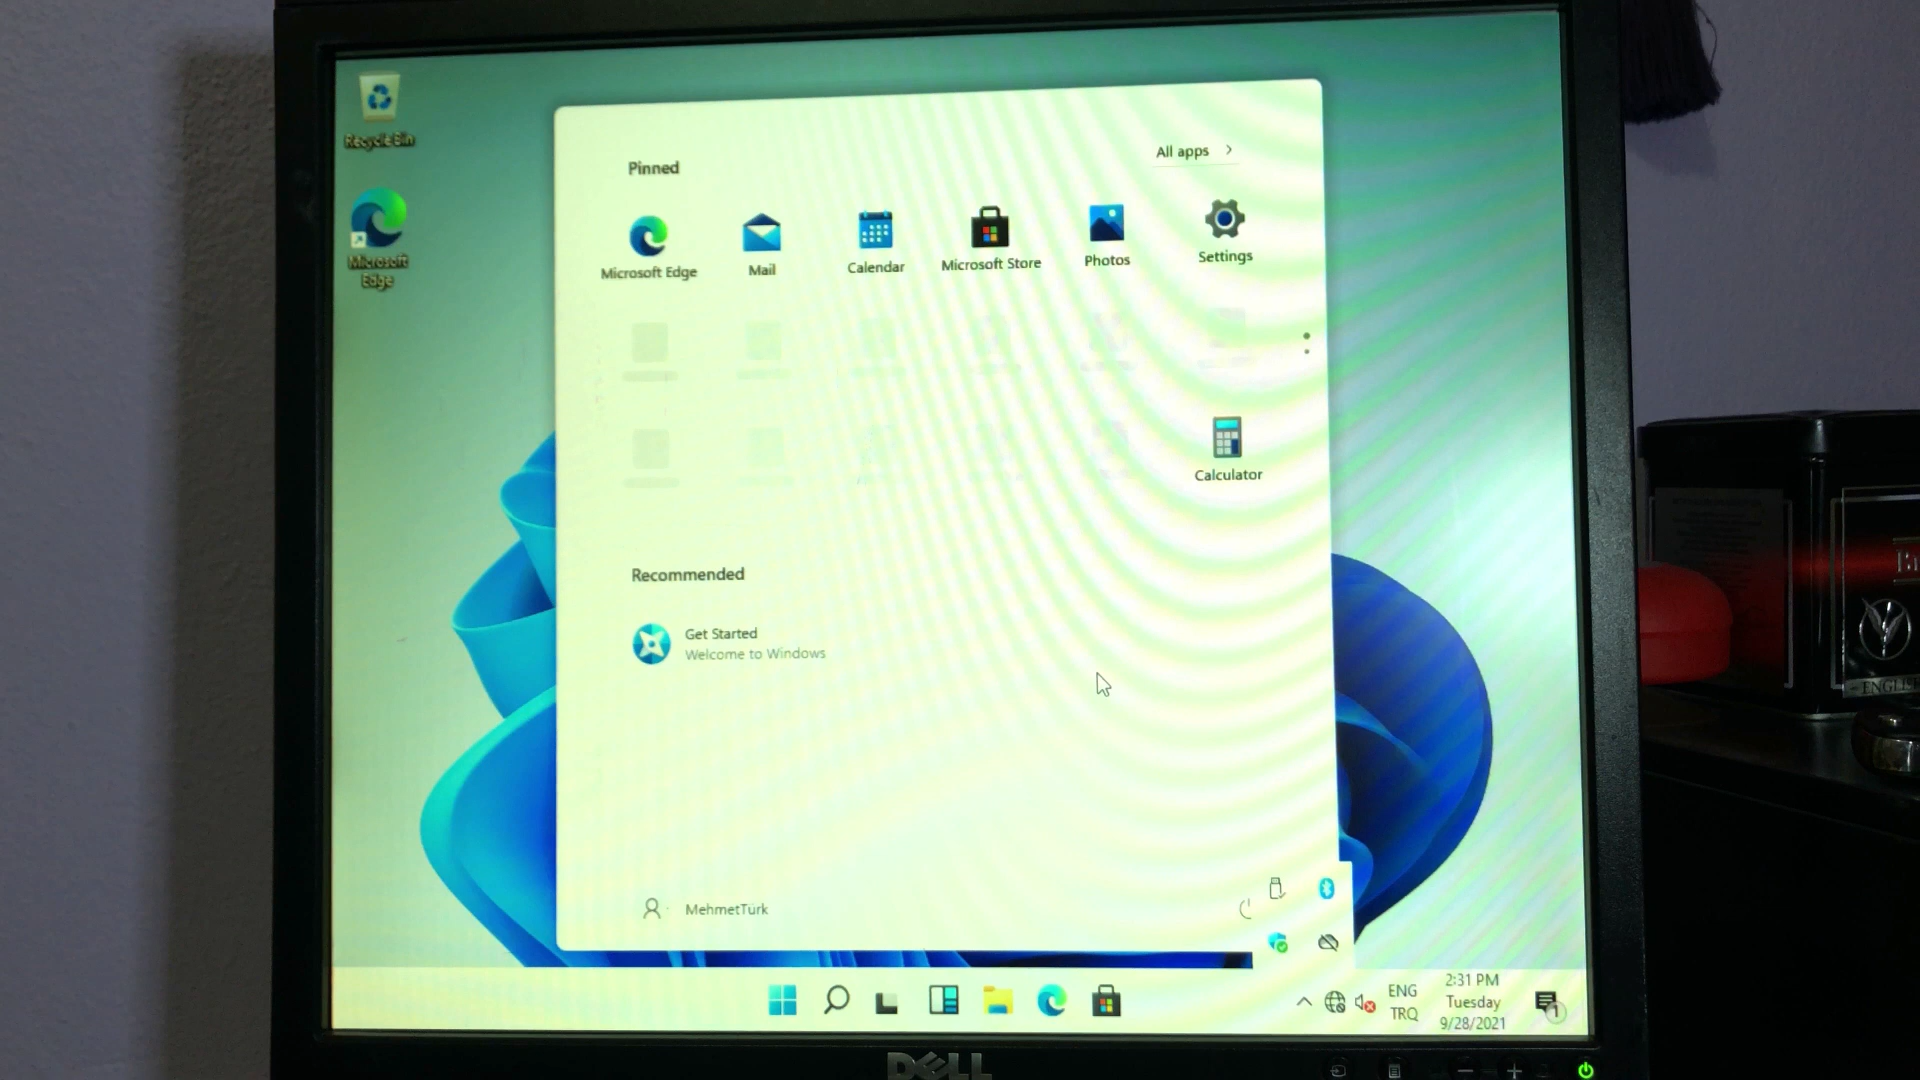 Recycle Bin
Microsoft
Edge
Pinned
All apps
Microsoft Edge
Mail
Calendar
Microsoft Store
Photos
Settings
Calculator
Recommended
Get Started
Welcome to Windows
MehmetTürk
ENG
TRQ
2:31 PM
Tuesday
9/28/2021
1
DELL